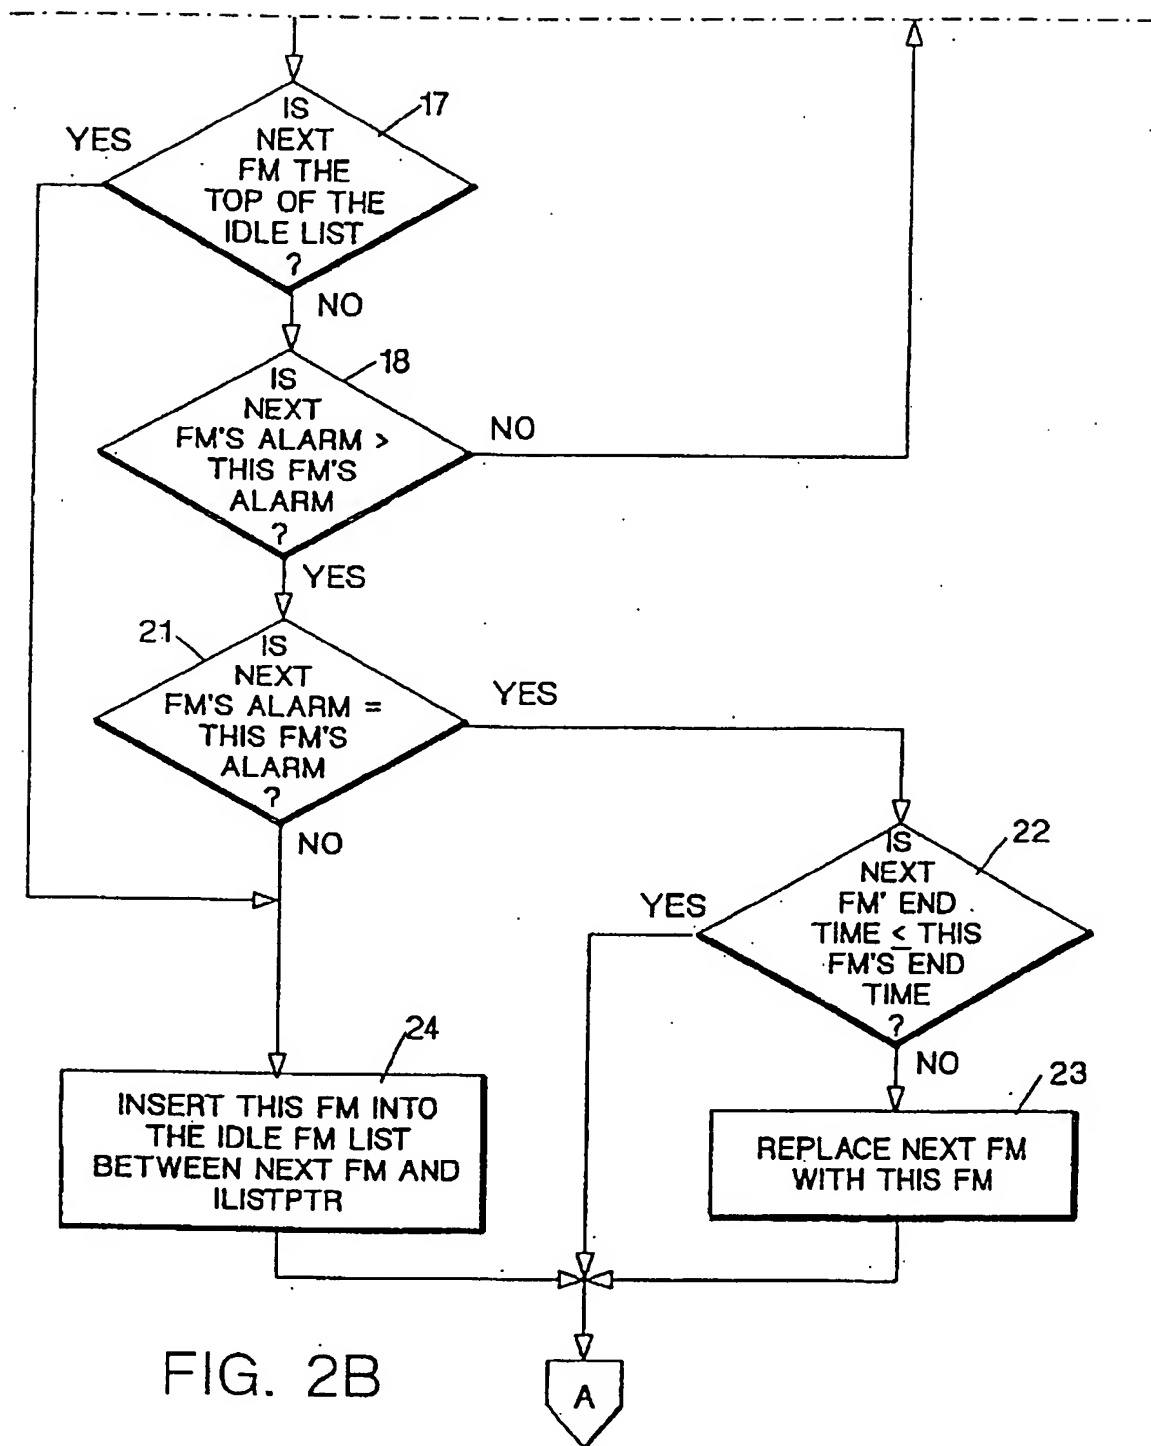 17
YES
IS
NEXT
FM THE
TOP OF THE
IDLE LIST
?
NO
18
IS
NEXT
FM'S ALARM >
THIS FM'S
ALARM
?
NO
YES
21
IS
NEXT
FM'S ALARM =
THIS FM'S
ALARM
?
YES
NO
22
IS
NEXT
FM' END
TIME ≤ THIS
FM'S END
TIME
?
YES
NO
24
INSERT THIS FM INTO
THE IDLE FM LIST
BETWEEN NEXT FM AND
ILISTPTR
23
REPLACE NEXT FM
WITH THIS FM
FIG. 2B
A